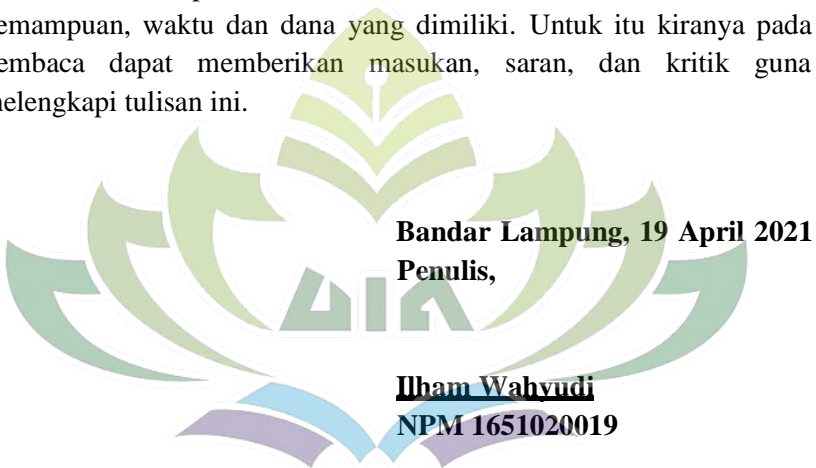 emampuan, waktu dan dana yang dimiliki. Untuk itu kiranya pada
embaca dapat memberikan masukan, saran, dan kritik guna
nelengkapi tulisan ini.
Bandar Lampung, 19 April 2021
Penulis,
UIN
Ilham Wahyudi
NPM 1651020019